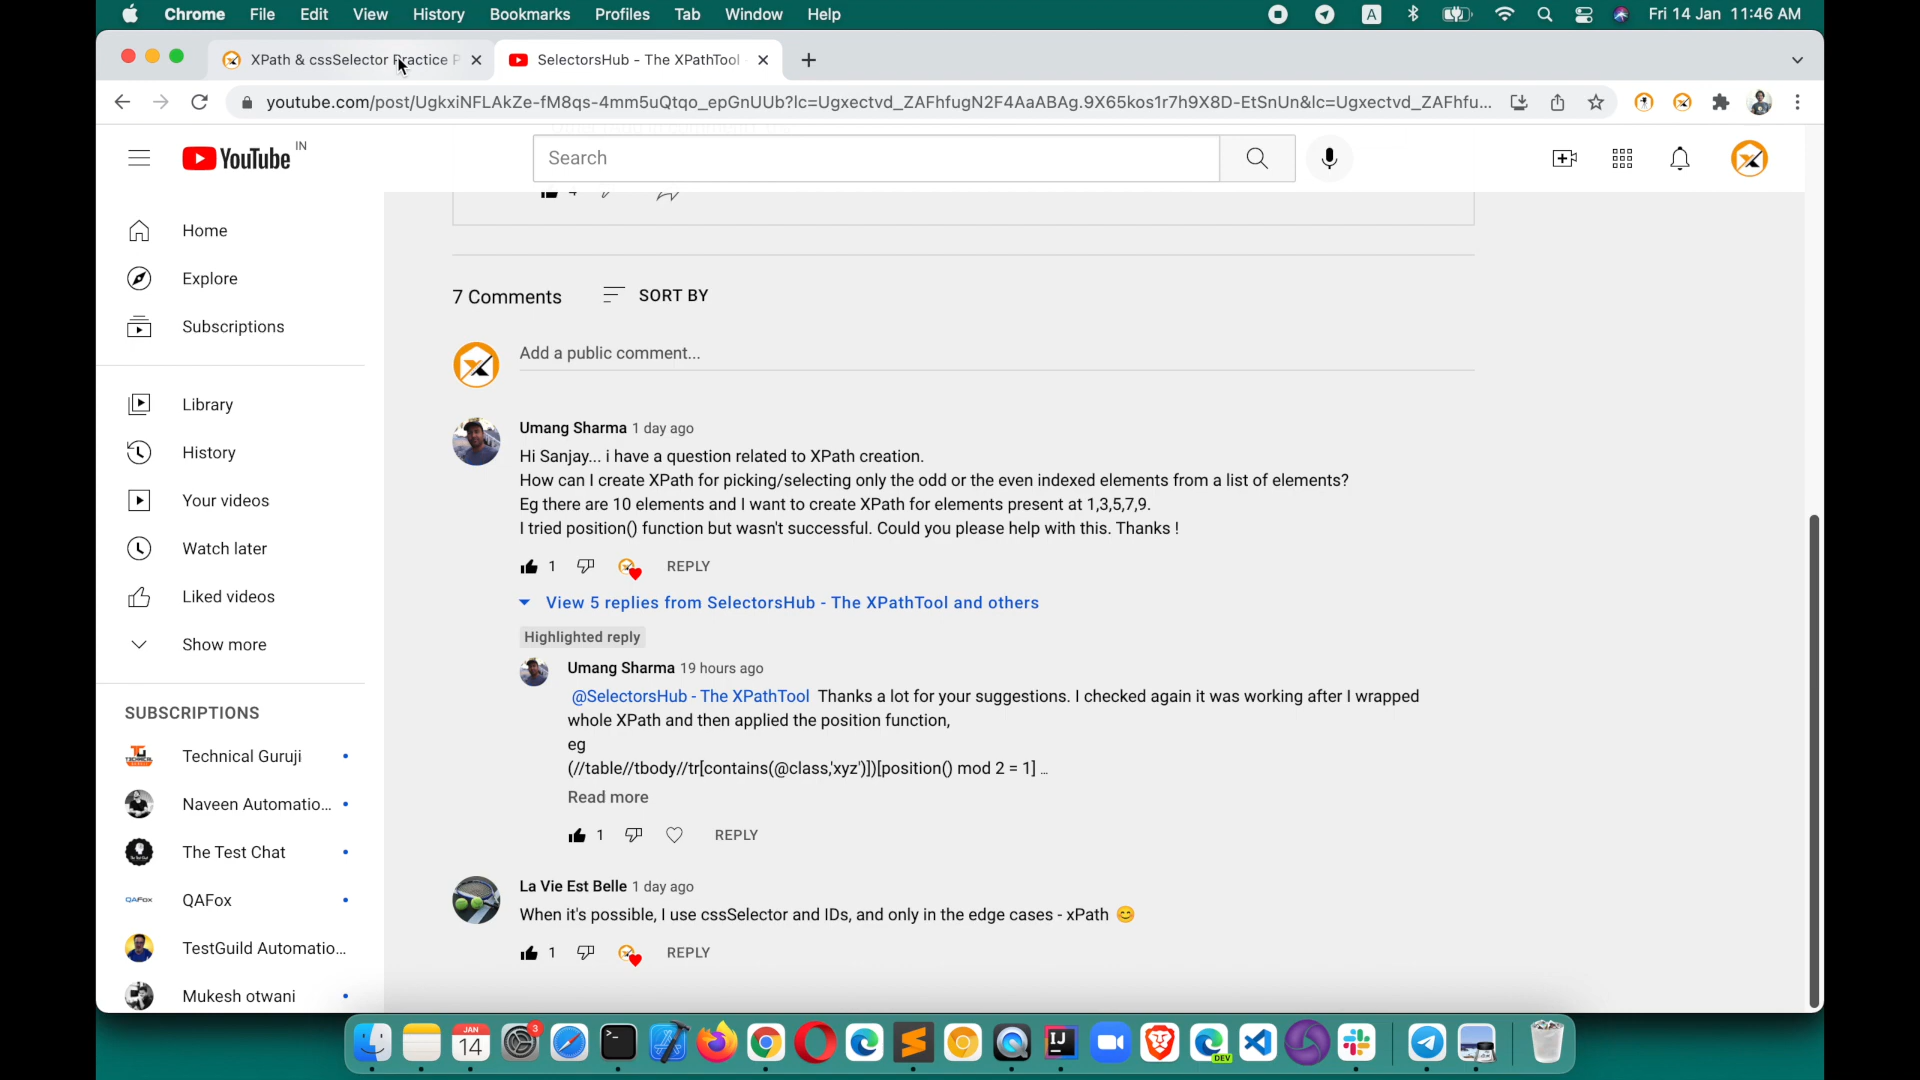 Chrome File Edit View History Bookmarks Profiles Tab Window Help A Fri 14 Jan 11:46 AM
XPath & cssSelector Practice P SelectorsHub - The XPathTool
youtube.com/post/UgkxiNFLAkZe-fM8qs-4mm5uQtqo_epGnUUb?lc=Ugxectvd_ZAFhfugN2F4AaABAg.9X65kos1r7h9X8D-EtSnUn&lc=Ugxectvd_ZAFhfu...
YouTube IN
Search
4
Home
Explore
Subscriptions
Library
History
Your videos
Watch later
Liked videos
Show more
SUBSCRIPTIONS
Technical Guruji
Naveen Automatio...
The Test Chat
QAFox
QAFox
TestGuild Automatio...
Mukesh otwani
7 Comments SORT BY
Add a public comment...
Umang Sharma 1 day ago
Hi Sanjay... i have a question related to XPath creation.
How can I create XPath for picking/selecting only the odd or the even indexed elements from a list of elements?
Eg there are 10 elements and I want to create XPath for elements present at 1,3,5,7,9.
I tried position() function but wasn't successful. Could you please help with this. Thanks !
1 REPLY
View 5 replies from SelectorsHub - The XPathTool and others
Highlighted reply
Umang Sharma 19 hours ago
@SelectorsHub - The XPathTool Thanks a lot for your suggestions. I checked again it was working after I wrapped
whole XPath and then applied the position function,
eg
(//table//tbody//tr[contains(@class,'xyz')])[position() mod 2 = 1] ...
Read more
1 REPLY
La Vie Est Belle 1 day ago
When it's possible, I use cssSelector and IDs, and only in the edge cases - xPath 😊
1 REPLY
JAN
14
3
IJ
DEV